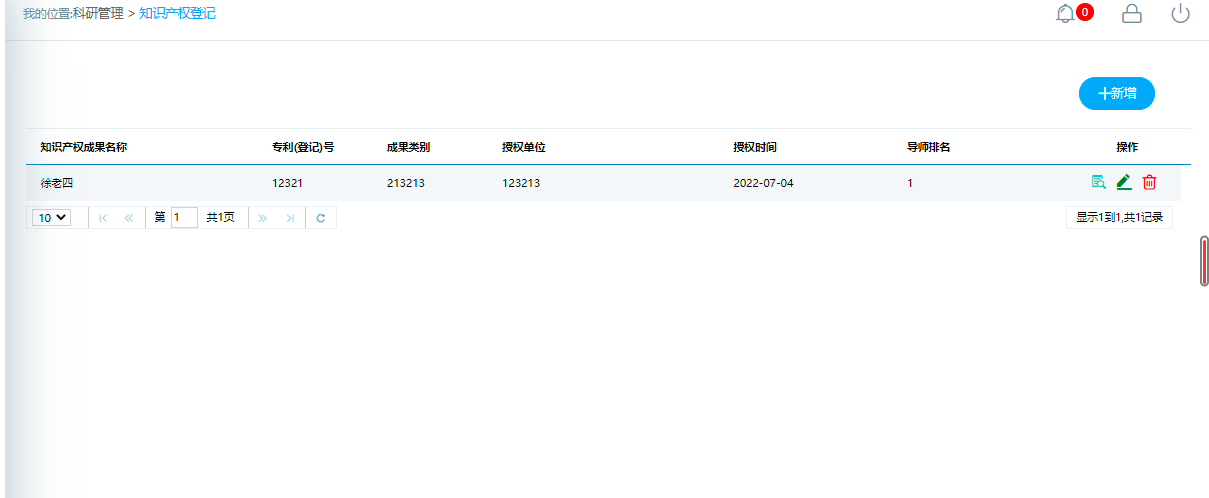 我的位置:科研管理 > 知识产权登记
0
十新增
知识产权成果名称 专利(登记)号 成果类别 授权单位 授权时间 导师排名 操作
徐老四 12321 213213 123213 2022-07-04 1
10 第 1 共1页 显示1到1,共1记录